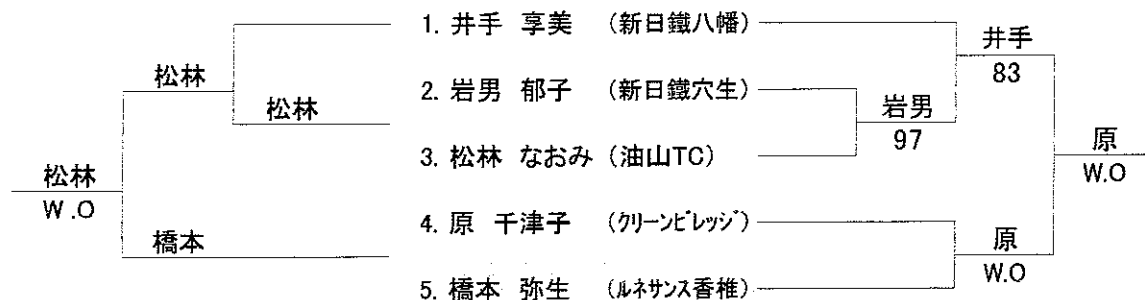 1. 井手 享美 (新日鐵八幡)
井手
松林
83
2. 岩男 郁子 (新日鐵穴生)
松林
岩男
97
原
3. 松林 なおみ (油山TC)
W.O
松林
W .O
4. 原 千津子 (クリーンビレッジ)
橋本
原
W.O
5. 橋本 弥生 (ルネサンス香椎)